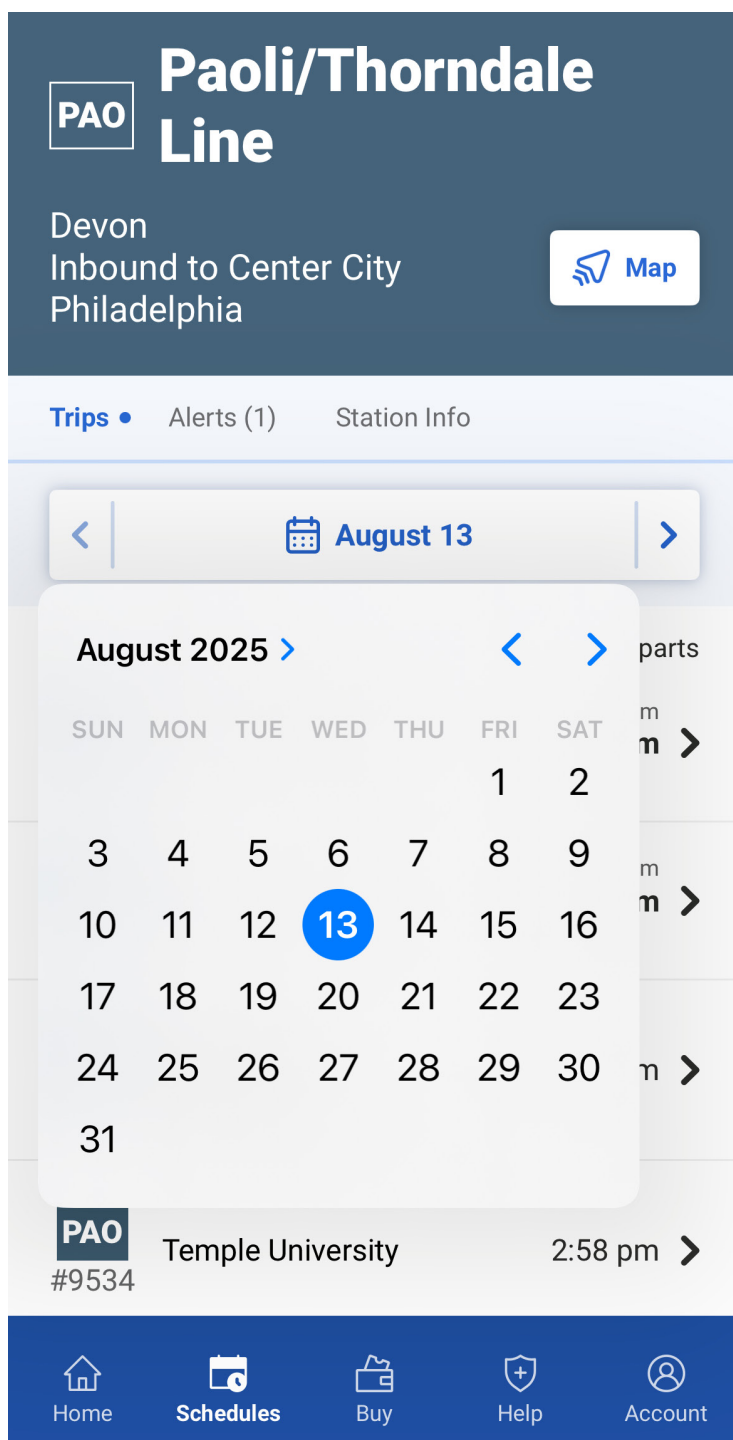 PAO
Paoli/Thorndale
Line
Devon
Inbound to Center City
Philadelphia
Map
Trips • Alerts (1) Station Info
August 13
August 2025
parts
SUN MON TUE WED THU FRI SAT
m
m
1 2
3 4 5 6 7 8 9
m
m
10 11 12 13 14 15 16
17 18 19 20 21 22 23
24 25 26 27 28 29 30
m
31
PAO
#9534
Temple University
2:58 pm
Home Schedules Buy Help Account